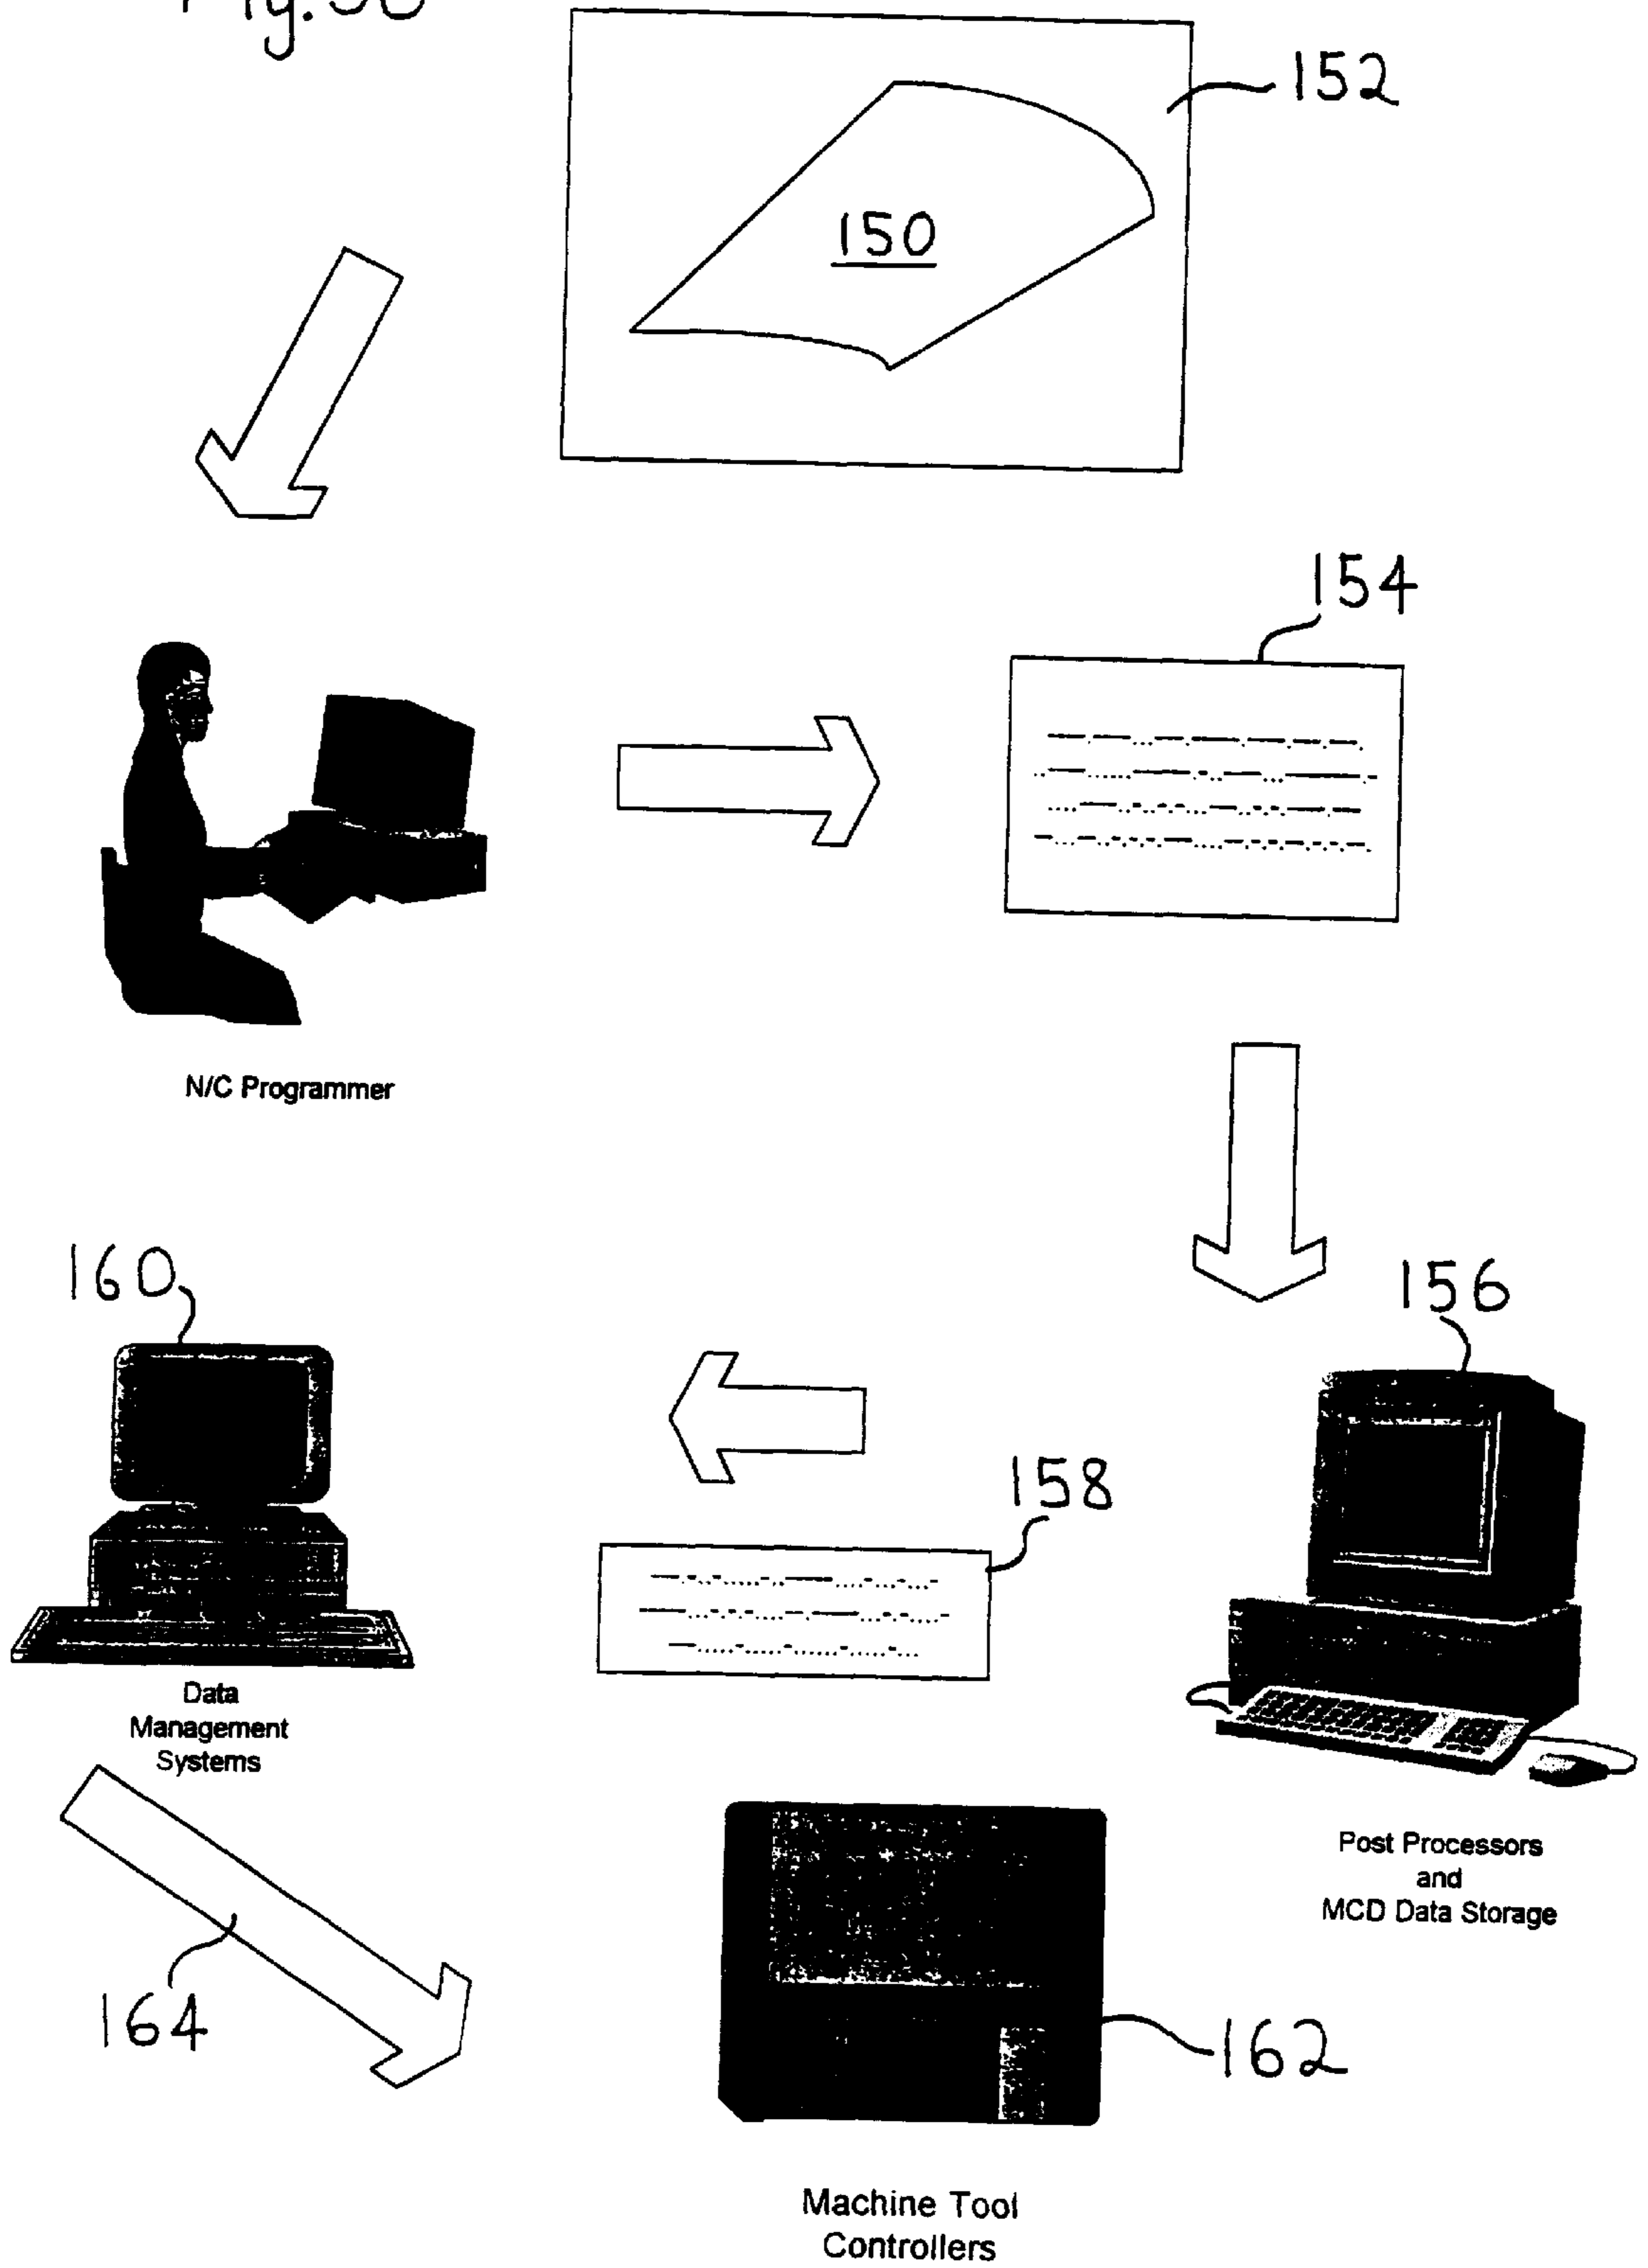 152
150
154
N/C Programmer
160
156
158
Data
Management
Systems
Post Processors
and
MCD Data Storage
164
162
Machine Tool
Controllers